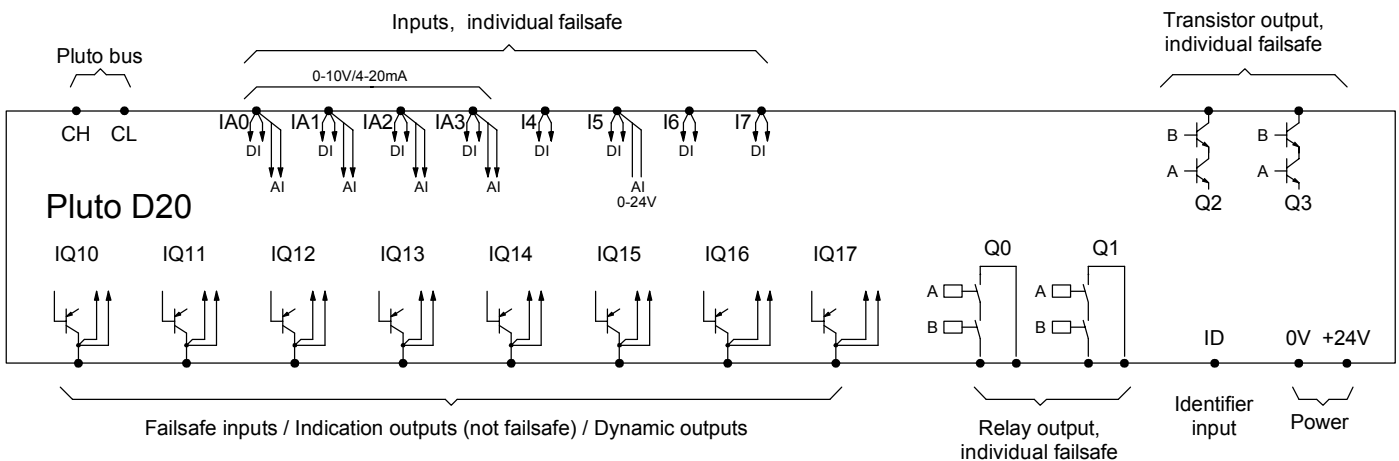 Inputs, individual failsafe
Transistor output,
individual failsafe
Pluto bus
0-10V/4-20mA
CH CL
IA0 IA1 IA2 IA3 I4 I5 I6 I7
DI DI DI DI DI DI DI DI
AI AI AI AI AI
0-24V
B B
A A
Q2 Q3
Pluto D20
IQ10 IQ11 IQ12 IQ13 IQ14 IQ15 IQ16 IQ17 Q0 Q1
A A
B B
ID 0V +24V
Failsafe inputs / Indication outputs (not failsafe) / Dynamic outputs
Relay output,
individual failsafe
Identifier
input
Power